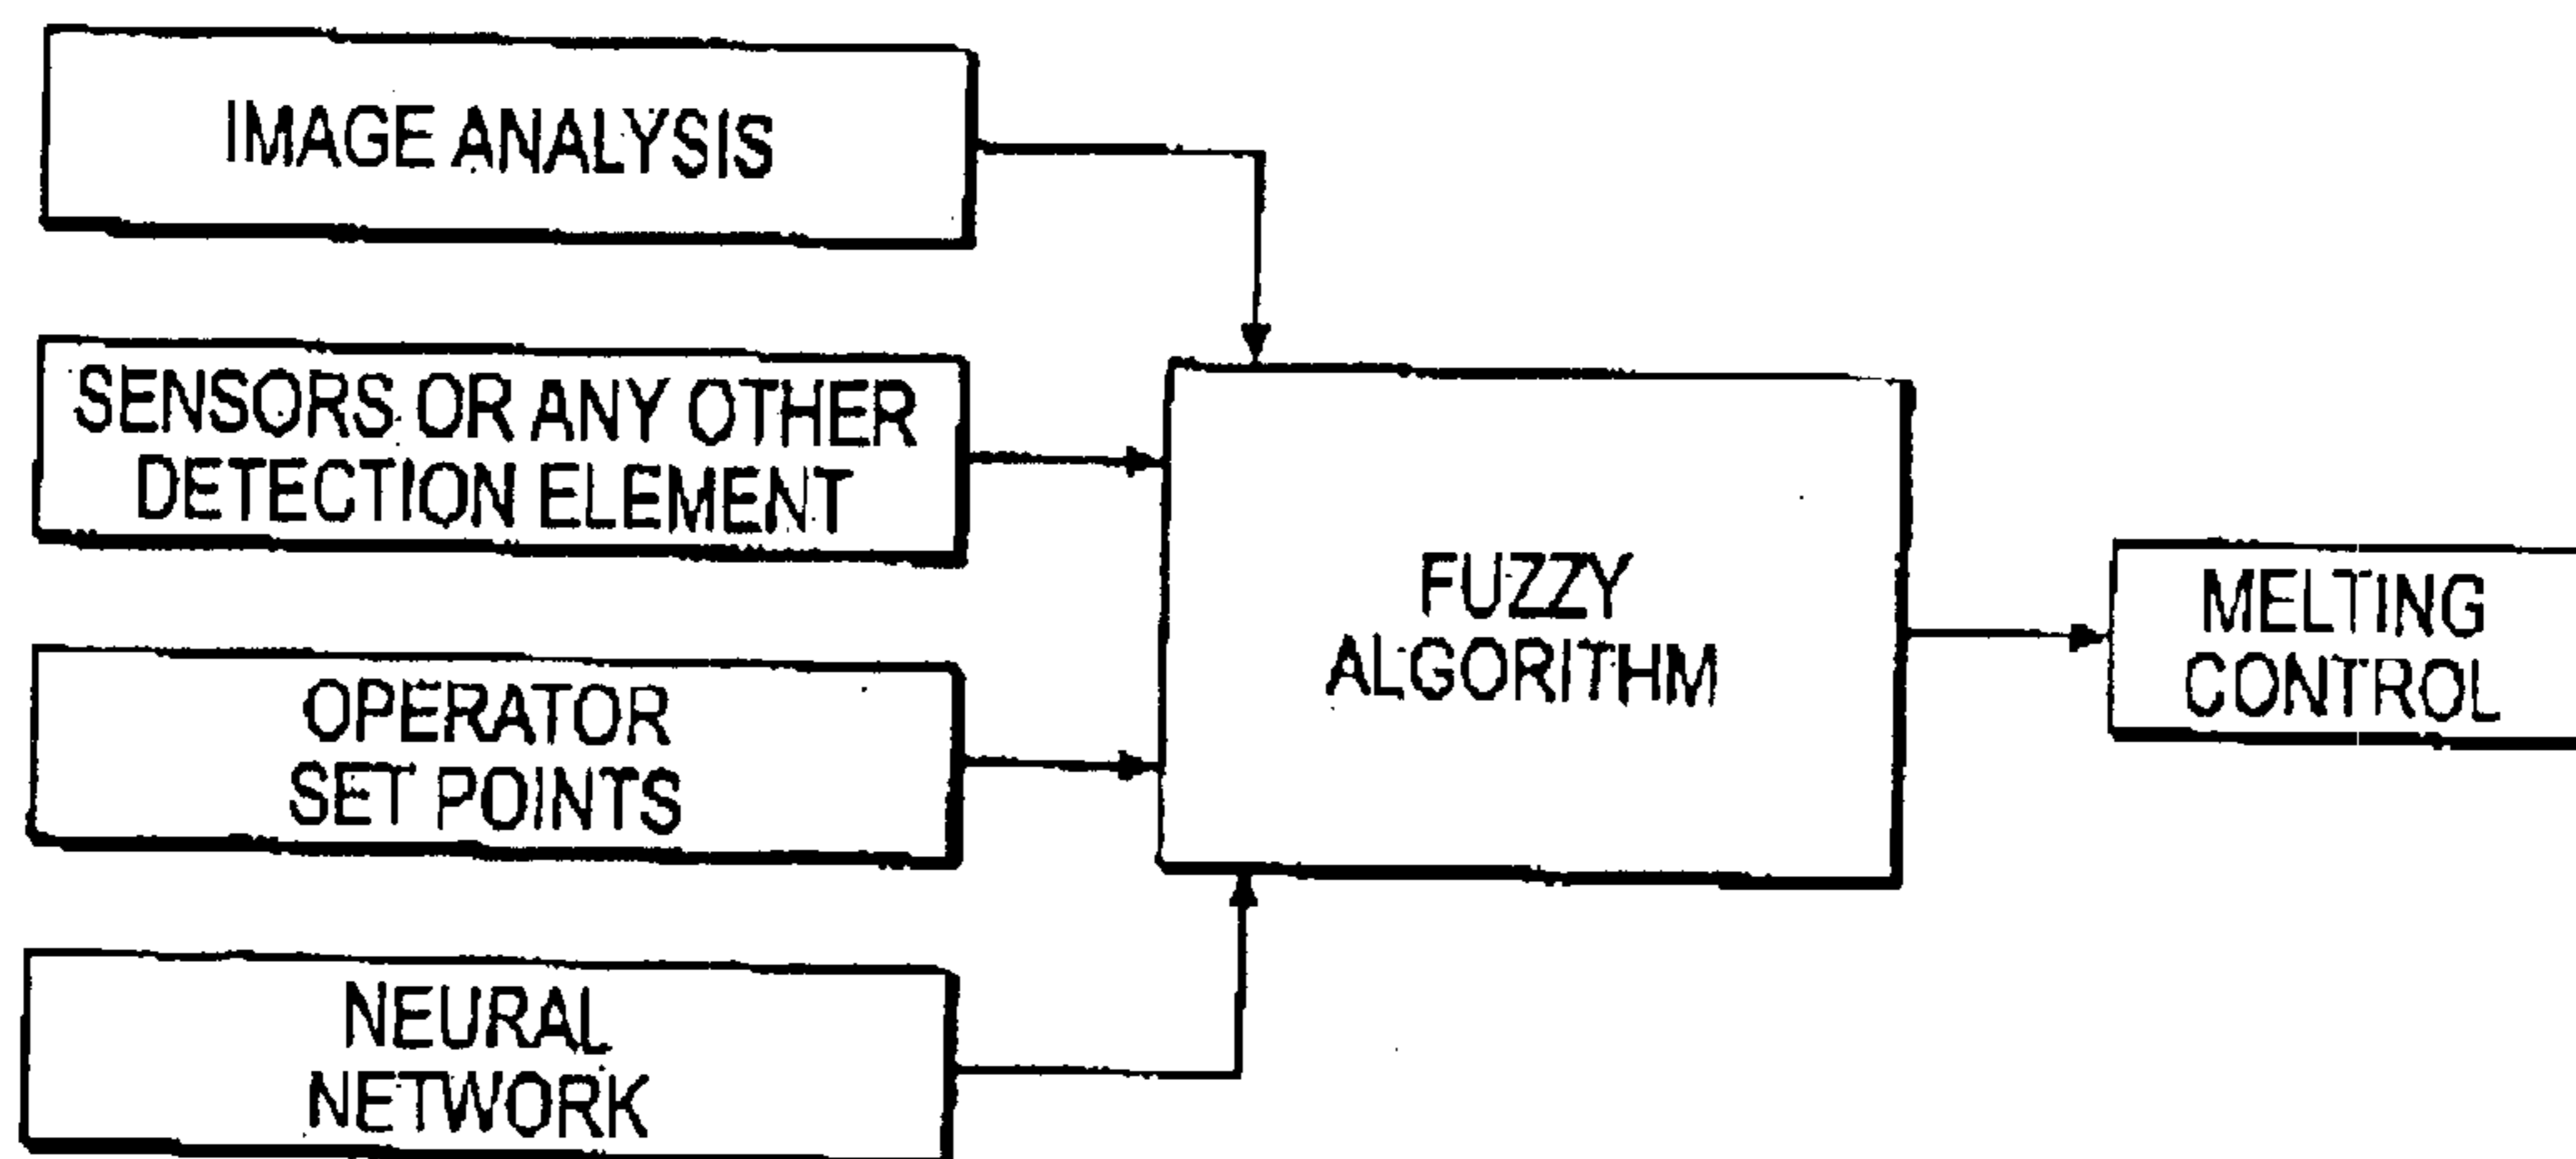 IMAGE ANALYSIS
SENSORS OR ANY OTHER
DETECTION ELEMENT
OPERATOR
SET POINTS
NEURAL
NETWORK
FUZZY
ALGORITHM
MELTING
CONTROL